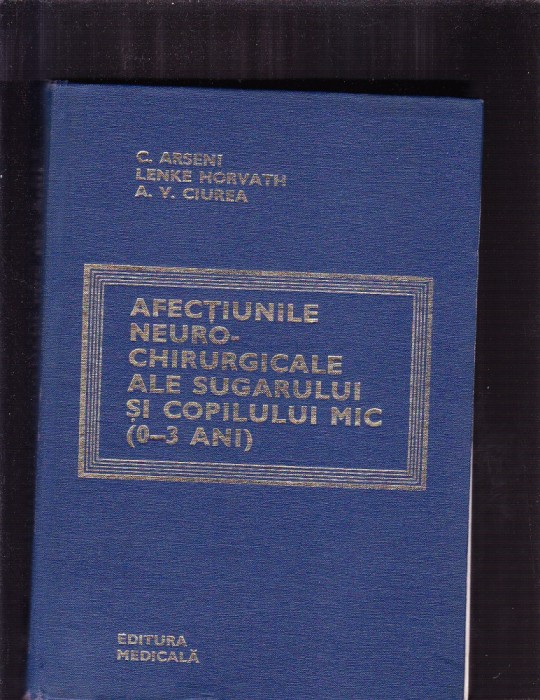 C. ARSENI
LENKE HORVATH
A. V. CIUREA
AFECȚIUNILE
NEURO-
CHIRURGICALE
ALE SUGARULUI
ȘI COPILULUI MIC
(0–3 ANI)
EDITURA
MEDICALĂ